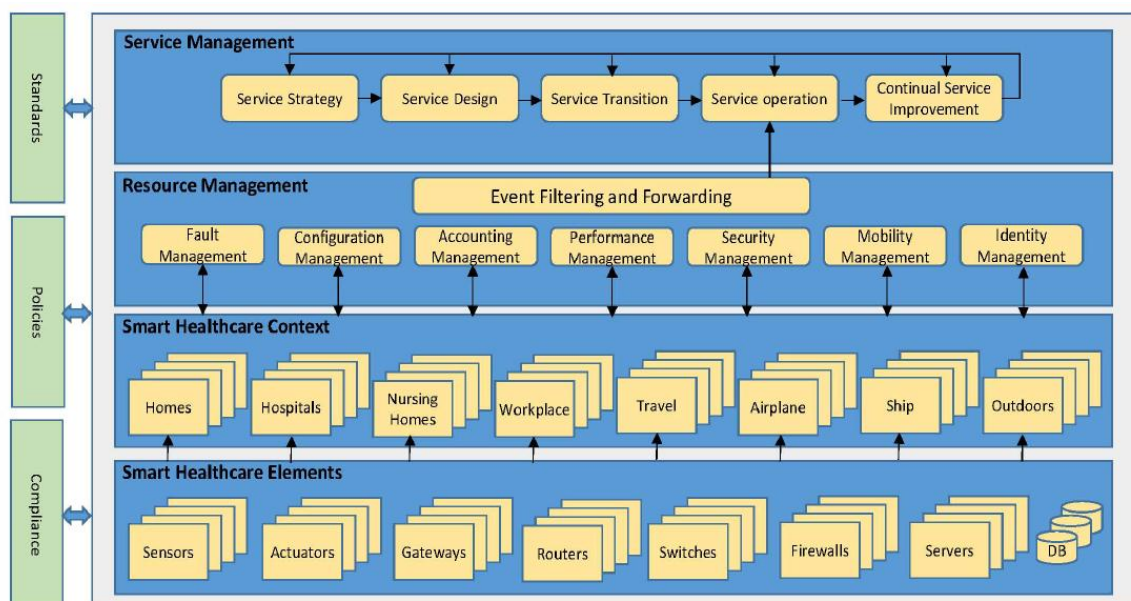 Standards
Policies
Compliance
Service Management
Service Strategy
Service Design
Service Transition
Service operation
Continual Service
Improvement
Resource Management
Event Filtering and Forwarding
Fault
Management
Configuration
Management
Accounting
Management
Performance
Management
Security
Management
Mobility
Management
Identity
Management
Smart Healthcare Context
Homes
Hospitals
Nursing
Homes
Workplace
Travel
Airplane
Ship
Outdoors
Smart Healthcare Elements
Sensors
Actuators
Gateways
Routers
Switches
Firewalls
Servers
DB